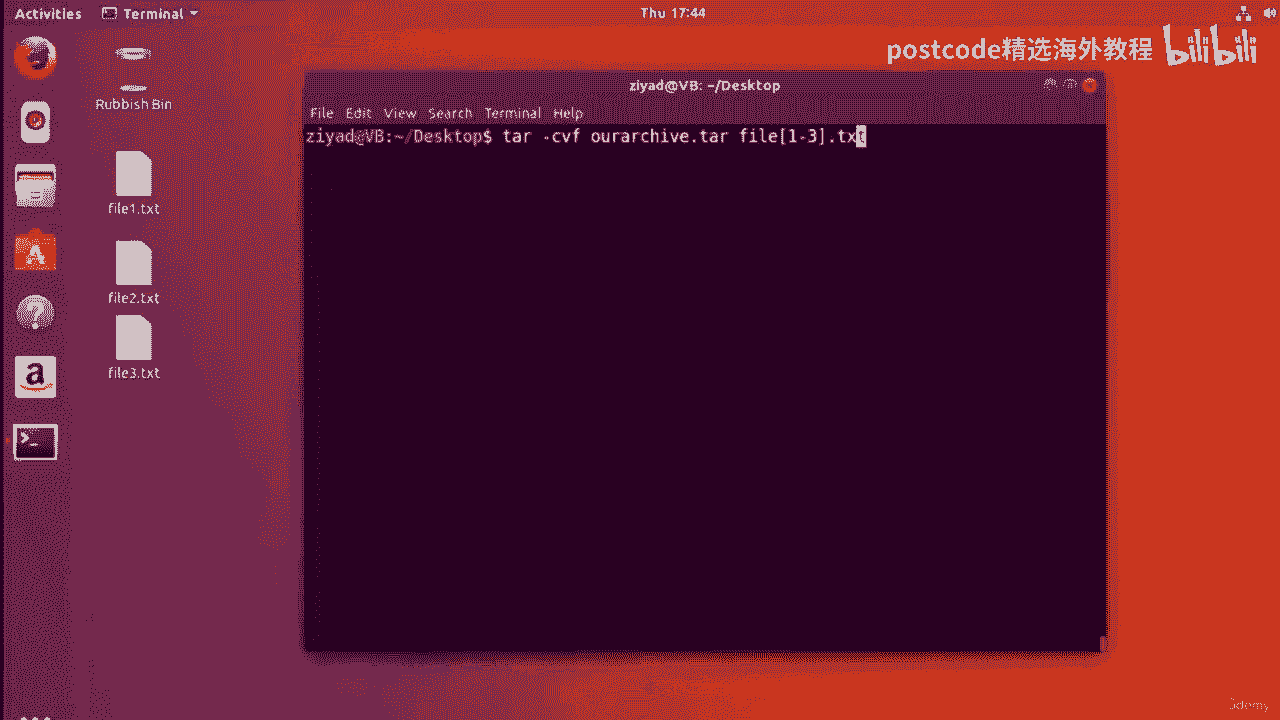 Activities Terminal Thu 17:44
postcode精选海外教程 bilibili
Rubbish Bin
ziyad@VB: ~/Desktop
File Edit View Search Terminal Help
ziyad@VB:~/Desktop$ tar -cvf ourarchive.tar file[1-3].txt
file1.txt
file2.txt
file3.txt
Udemy